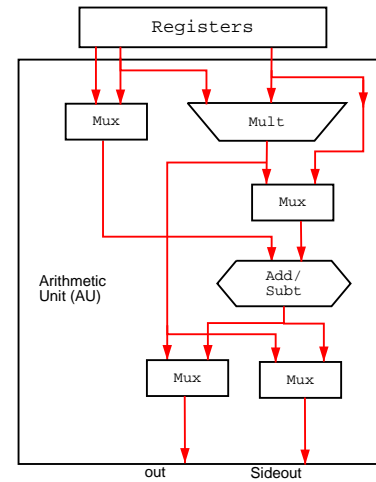 Registers
Mux
Mult
Mux
Add/
Subt
Arithmetic
Unit (AU)
Mux
Mux
out
Sideout